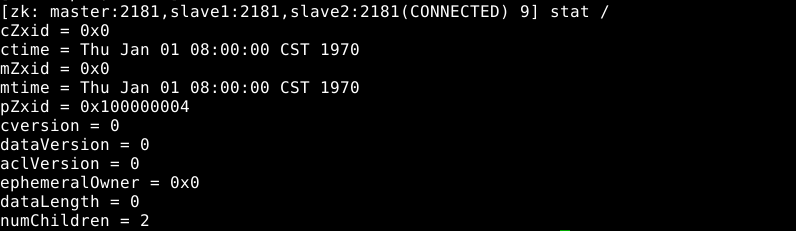 [zk: master:2181,slave1:2181,slave2:2181(CONNECTED) 9] stat /
cZxid = 0x0
ctime = Thu Jan 01 08:00:00 CST 1970
mZxid = 0x0
mtime = Thu Jan 01 08:00:00 CST 1970
pZxid = 0x100000004
cversion = 0
dataVersion = 0
aclVersion = 0
ephemeralOwner = 0x0
dataLength = 0
numChildren = 2